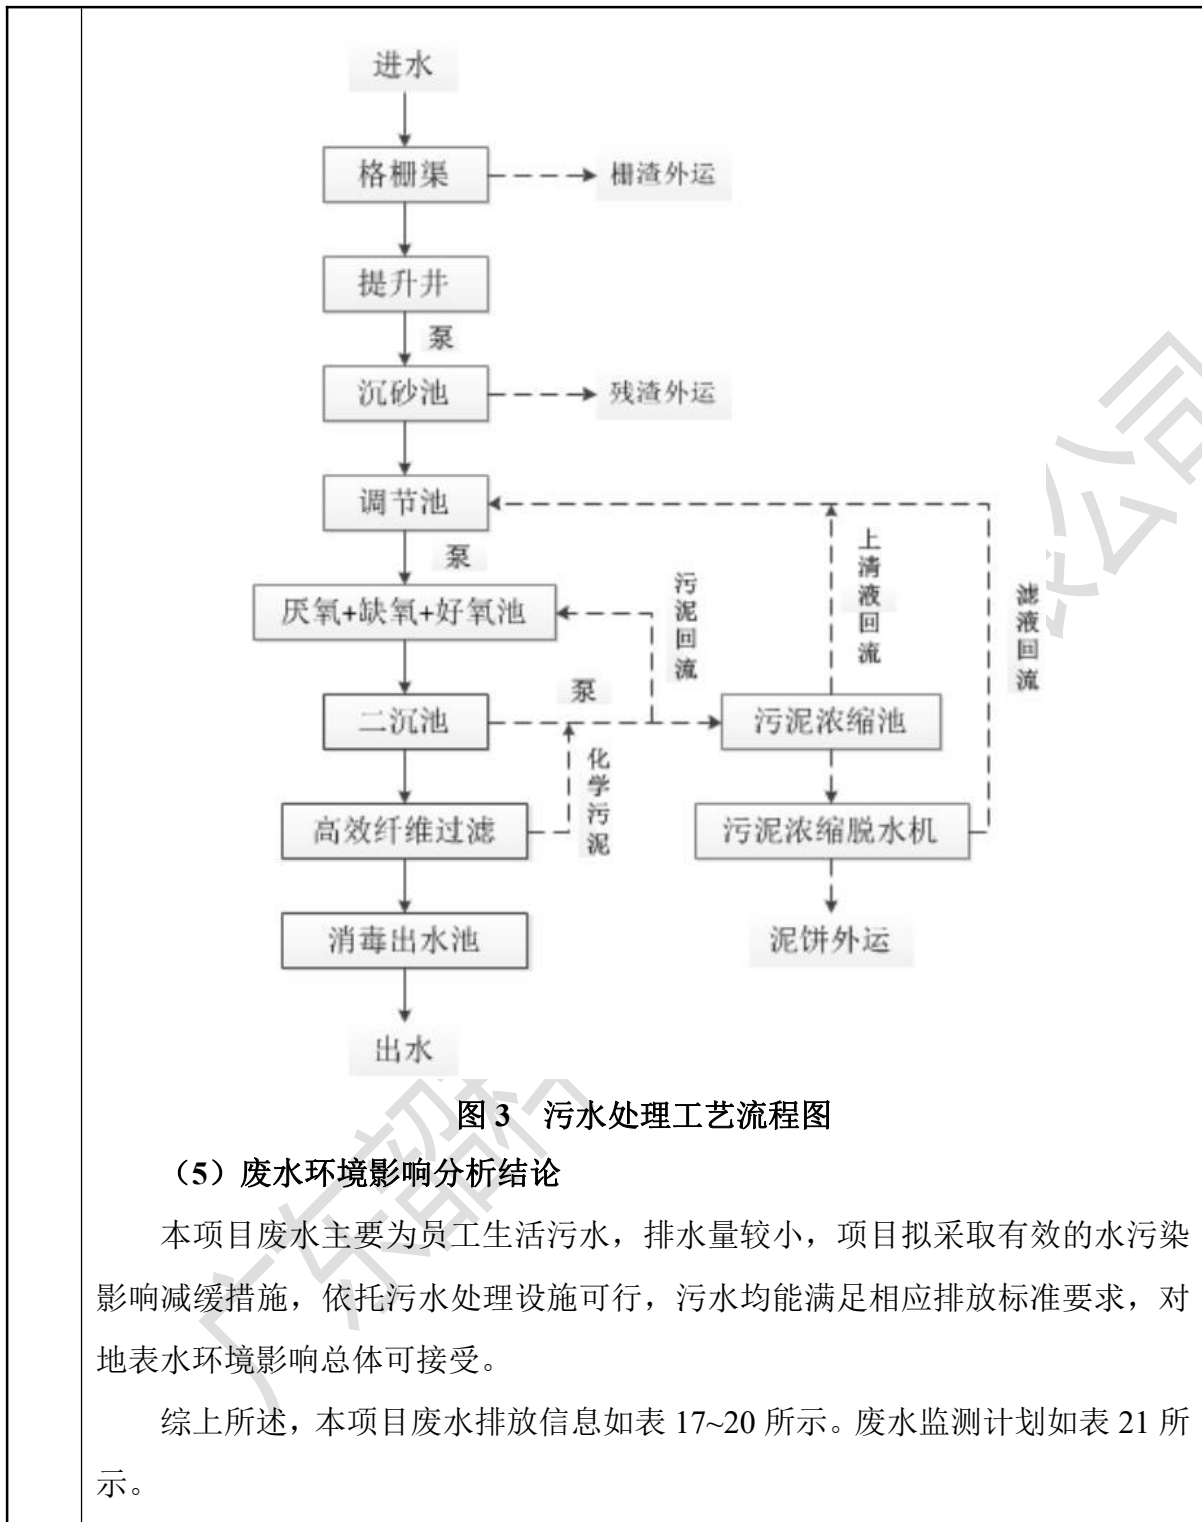 进水
格栅渠
栅渣外运
提升井
泵
沉砂池
残渣外运
调节池
泵
厌氧+缺氧+好氧池
污泥回流
上清液回流
滤液回流
二沉池
泵
污泥浓缩池
化学污泥
高效纤维过滤
污泥浓缩脱水机
消毒出水池
泥饼外运
出水
图 3 污水处理工艺流程图
（5）废水环境影响分析结论
本项目废水主要为员工生活污水，排水量较小，项目拟采取有效的水污染
影响减缓措施，依托污水处理设施可行，污水均能满足相应排放标准要求，对
地表水环境影响总体可接受。
综上所述，本项目废水排放信息如表 17~20 所示。废水监测计划如表 21 所
示。
公司
广东